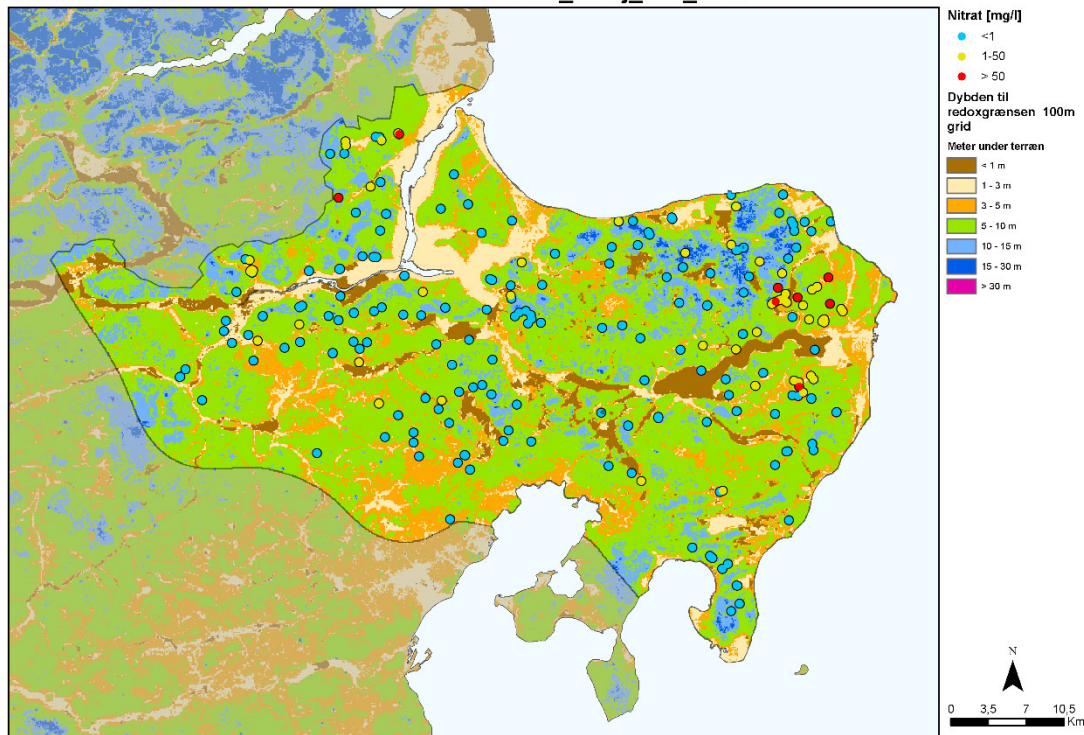 Nitrat [mg/l]
<1
1-50
> 50
Dybden til
redoxgrænsen 100m
grid
Meter under terræn
< 1 m
1 - 3 m
3 - 5 m
5 - 10 m
10 - 15 m
15 - 30 m
> 30 m
N
0 3,5 7 10,5
Km